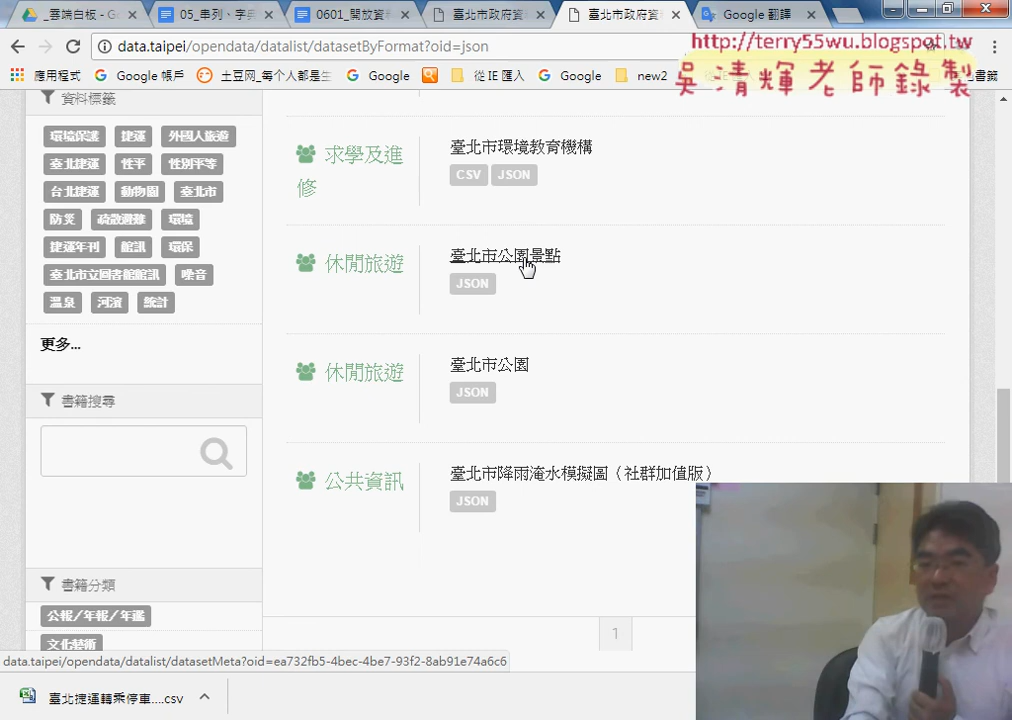 _雲端白板 - G
05_串列、字典
0601_開放資料
臺北市政府資
臺北市政府資
Google 翻譯
data.taipei/opendata/datalist/datasetByFormat?oid=json
http://terry55wu.blogspot.tw
吳清輝老師錄製
應用程式
Google 帳戶
土豆网_每个人都是生
Google
從 IE 匯入
Google
new2
資料標籤
環境保護 捷運 外國人旅遊
臺北捷運 性平 性別平等
台北捷運 動物園 臺北市
防災 疏散避難 環境
捷運年刊 館訊 環保
臺北市立圖書館館訊 噪音
溫泉 河濱 統計
更多...
書籍搜尋
書籍分類
公報/年報/年鑑
文化藝術
求學及進修
臺北市環境教育機構
CSV JSON
休閒旅遊
臺北市公園景點
JSON
休閒旅遊
臺北市公園
JSON
公共資訊
臺北市降雨淹水模擬圖（社群加值版）
JSON
1
data.taipei/opendata/datalist/datasetMeta?oid=ea732fb5-4bec-4be7-93f2-8ab91e74a6c6
臺北捷運轉乘停車....csv